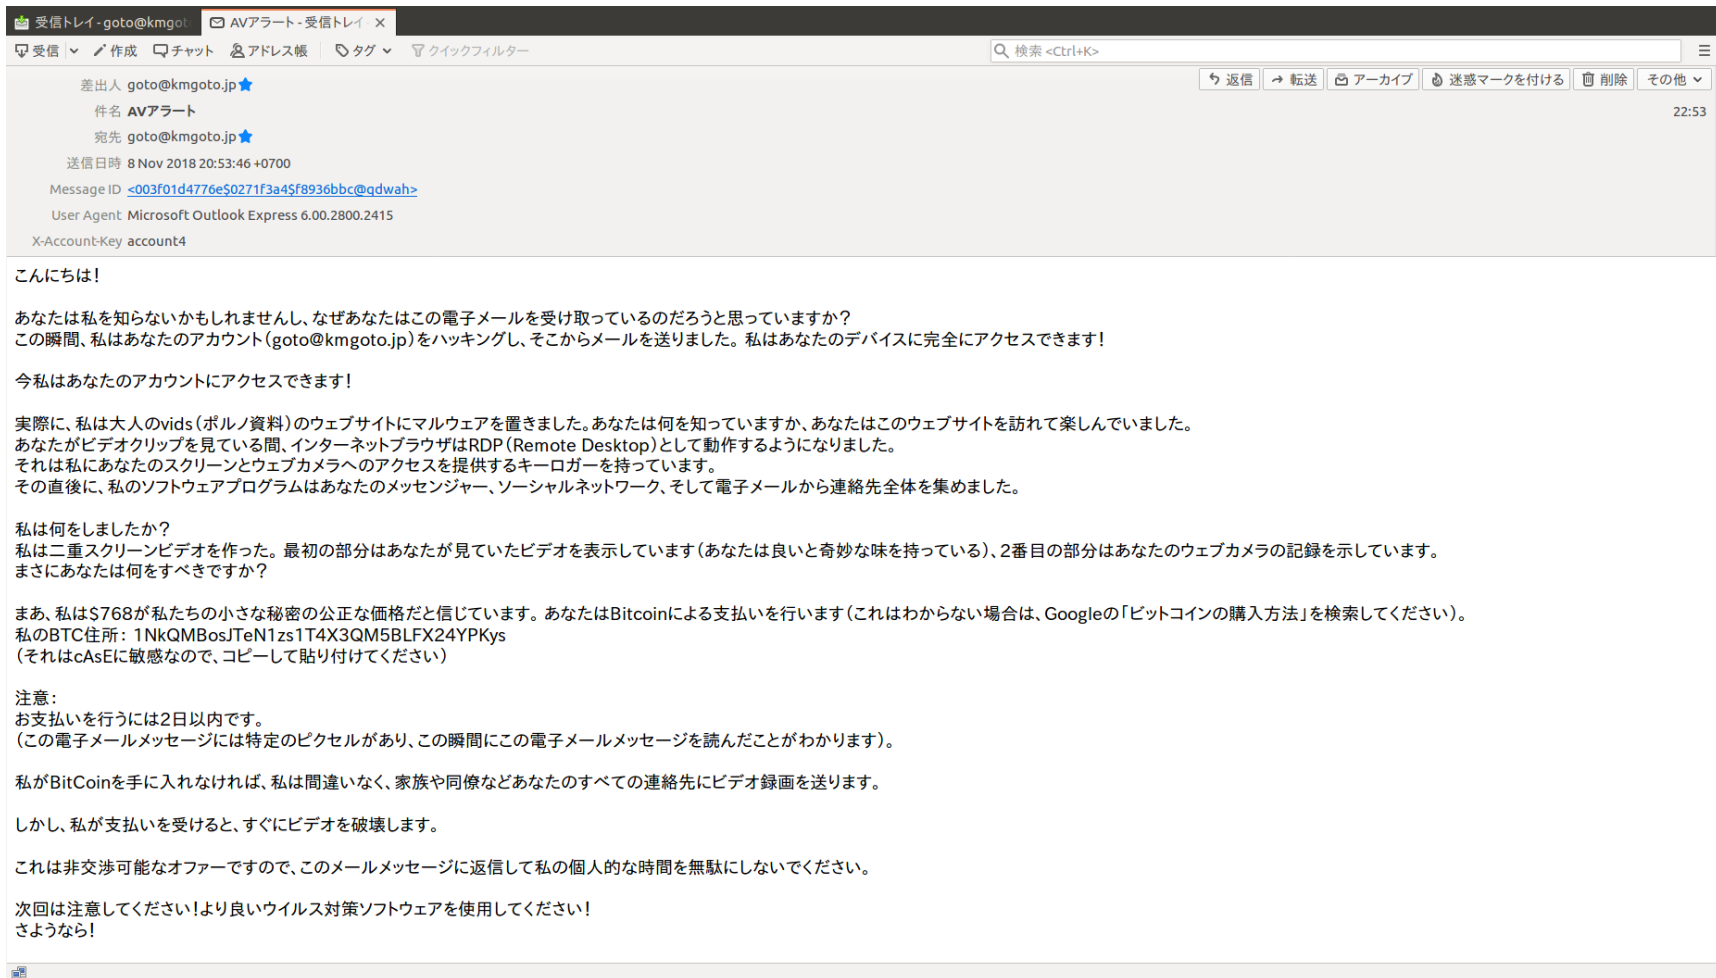 受信トレイ - goto@kmgot
AVアラート - 受信トレイ
受信 作成 チャット アドレス帳 タグ クイックフィルター 検索 <Ctrl+K>
差出人 goto@kmgoto.jp 返信 転送 アーカイブ 迷惑マークを付ける 削除 その他
件名 AVアラート 22:53
宛先 goto@kmgoto.jp
送信日時 8 Nov 2018 20:53:46 +0700
Message ID <003f01d4776e$0271f3a4$f8936bbc@qdwah>
User Agent Microsoft Outlook Express 6.00.2800.2415
X-Account-Key account4
こんにちは！
あなたは私を知らないかもしれませんし、なぜあなたはこの電子メールを受け取っているのだろうと思っていますか？
この瞬間、私はあなたのアカウント（goto@kmgoto.jp）をハッキングし、そこからメールを送りました。 私はあなたのデバイスに完全にアクセスできます！
今私はあなたのアカウントにアクセスできます！
実際に、私は大人のvids（ポルノ資料）のウェブサイトにマルウェアを置きました。あなたは何を知っていますか、あなたはこのウェブサイトを訪れて楽しんでいました。
あなたがビデオクリップを見ている間、インターネットブラウザはRDP（Remote Desktop）として動作するようになりました。
それは私にあなたのスクリーンとウェブカメラへのアクセスを提供するキーロガーを持っています。
その直後に、私のソフトウェアプログラムはあなたのメッセンジャー、ソーシャルネットワーク、そして電子メールから連絡先全体を集めました。
私は何をしましたか？
私は二重スクリーンビデオを作った。 最初の部分はあなたが見ていたビデオを表示しています（あなたは良いと奇妙な味を持っている）、2番目の部分はあなたのウェブカメラの記録を示しています。
まさにあなたは何をすべきですか？
まあ、私は$768が私たちの小さな秘密の公正な価格だと信じています。 あなたはBitcoinによる支払いを行います（これはわからない場合は、Googleの「ビットコインの購入方法」を検索してください）。
私のBTC住所： 1NkQMBosJTeN1zs1T4X3QM5BLFX24YPKys
（それはcAsEに敏感なので、コピーして貼り付けてください）
注意：
お支払いを行うには2日以内です。
（この電子メールメッセージには特定のピクセルがあり、この瞬間にこの電子メールメッセージを読んだことがわかります）。
私がBitCoinを手に入れなければ、私は間違いなく、家族や同僚などあなたのすべての連絡先にビデオ録画を送ります。
しかし、私が支払いを受けると、すぐにビデオを破壊します。
これは非交渉可能なオファーですので、このメールメッセージに返信して私の個人的な時間を無駄にしないでください。
次回は注意してください！より良いウイルス対策ソフトウェアを使用してください！
さようなら！